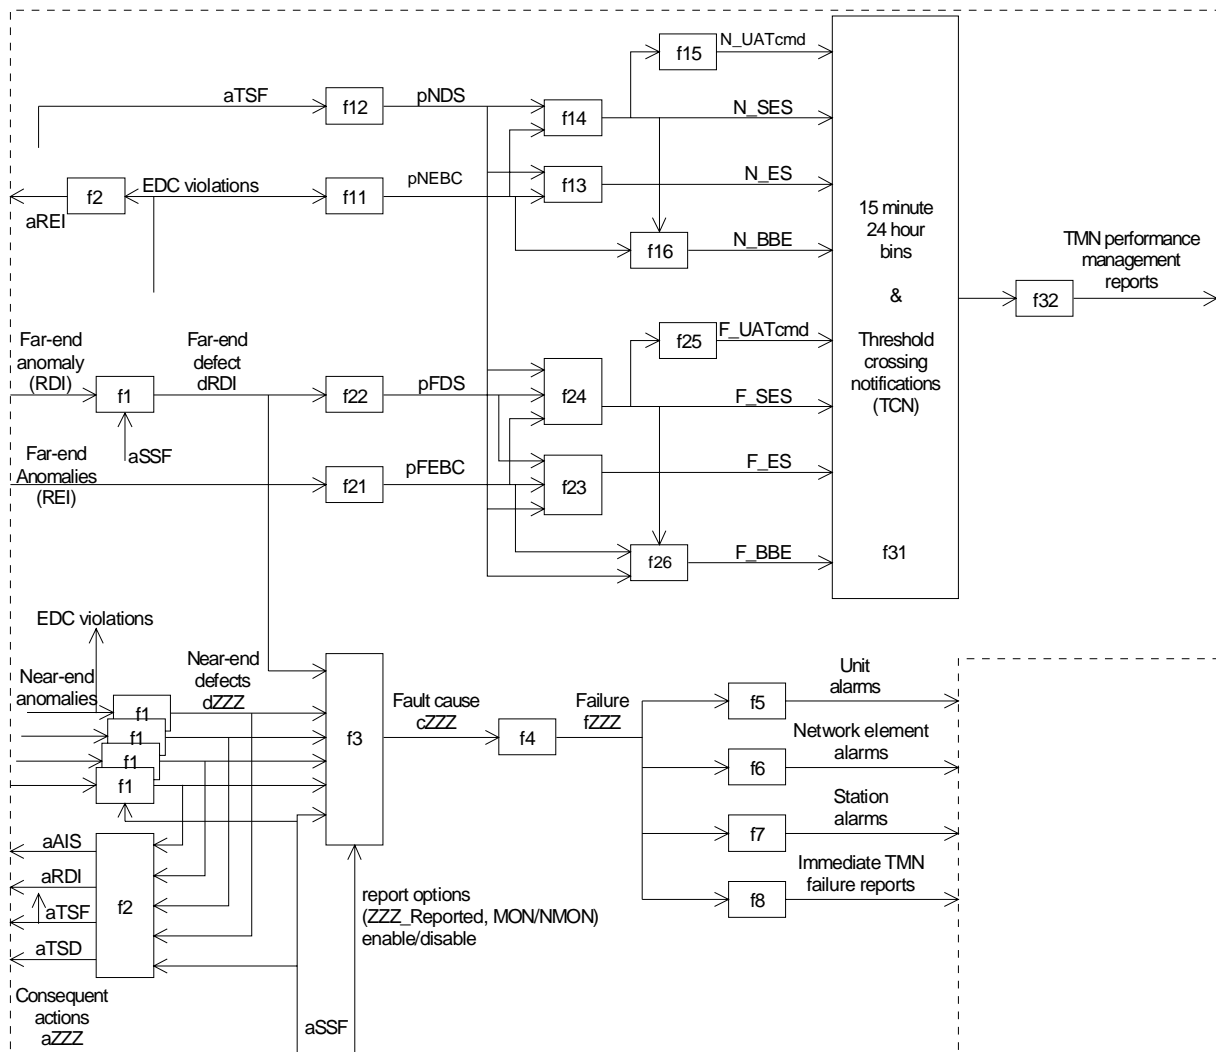 N_UATcmd
f15
aTSF
f12
pNDS
f14
N_SES
EDC violations
f2
aREI
f11
pNEBC
f13
N_ES
f16
N_BBE
15 minute
24 hour
bins
&
Threshold
crossing
notifications
(TCN)
f31
TMN performance
management
reports
f32
Far-end
anomaly
(RDI)
f1
aSSF
Far-end
defect
dRDI
f22
pFDS
f24
f25
F_UATcmd
F_SES
Far-end
Anomalies
(REI)
f21
pFEBC
f23
F_ES
f26
F_BBE
EDC violations
Near-end
anomalies
Near-end
defects
dZZZ
f1
f1
f1
f1
f3
Fault cause
cZZZ
f4
Failure
fZZZ
f5
Unit
alarms
f6
Network element
alarms
f7
Station
alarms
f8
Immediate TMN
failure reports
aAIS
aRDI
aTSF
aTSD
f2
Consequent
actions
aZZZ
report options
(ZZZ_Reported, MON/NMON)
enable/disable
aSSF